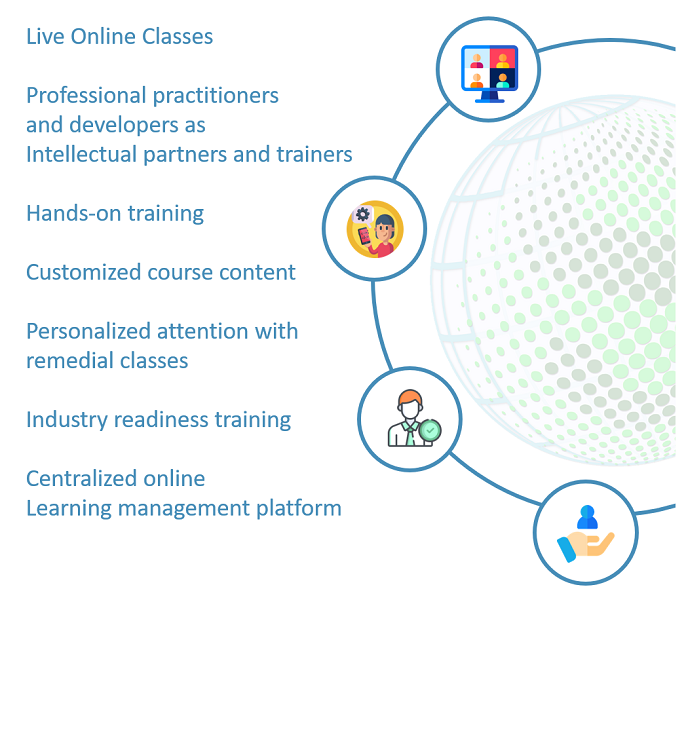 Live Online Classes
Professional practitioners
and developers as
Intellectual partners and trainers
Hands-on training
Customized course content
Personalized attention with
remedial classes
Industry readiness training
Centralized online
Learning management platform